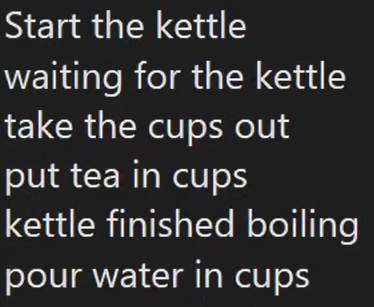 Start the kettle
waiting for the kettle
take the cups out
put tea in cups
kettle finished boiling
pour water in cups